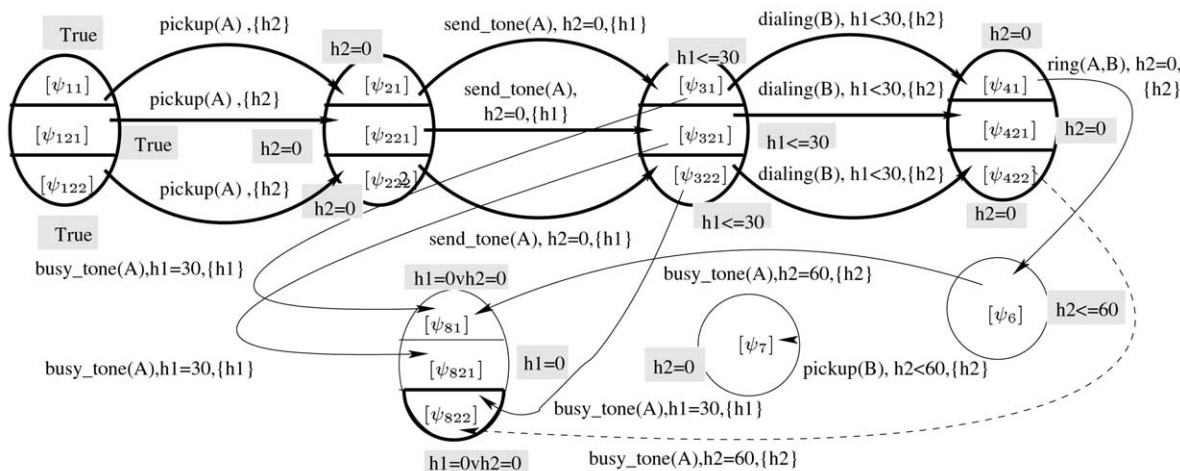 True
pickup(A) ,{h2}
h2=0
send_tone(A), h2=0,{h1}
h1<=30
dialing(B), h1<30,{h2}
h2=0
ring(A,B), h2=0,
{h2}
[ψ11]
[ψ21]
[ψ31]
[ψ41]
pickup(A) ,{h2}
send_tone(A),
h2=0,{h1}
dialing(B), h1<30,{h2}
[ψ121]
True
h2=0
[ψ221]
[ψ321]
h1<=30
[ψ421]
h2=0
[ψ122]
pickup(A) ,{h2}
[ψ222]
2
[ψ322]
dialing(B), h1<30,{h2}
[ψ422]
h2=0
h1<=30
h2=0
True
send_tone(A), h2=0,{h1}
busy_tone(A),h1=30,{h1}
h1=0vh2=0
busy_tone(A),h2=60,{h2}
[ψ81]
[ψ6]
h2<=60
[ψ7]
busy_tone(A),h1=30,{h1}
[ψ821]
h1=0
h2=0
pickup(B), h2<60,{h2}
[ψ822]
busy_tone(A),h1=30,{h1}
h1=0vh2=0
busy_tone(A),h2=60,{h2}